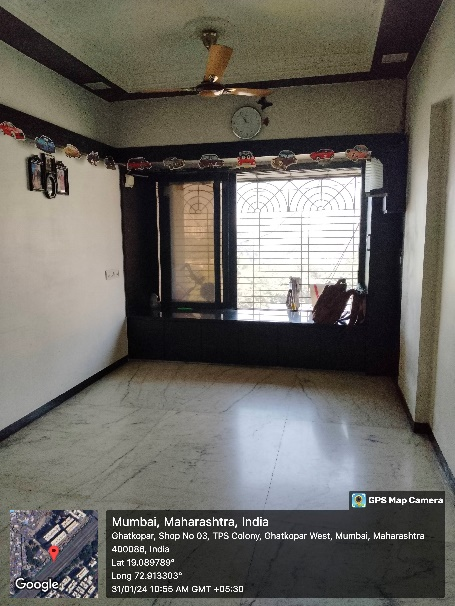 GPS Map Camera
Mumbai, Maharashtra, India
Ghatkopar, Shop No 03, TPS Colony, Ghatkopar West, Mumbai, Maharashtra
400086, India
Lat 19.089789°
Long 72.913303°
31/01/24 10:55 AM GMT +05:30
Google